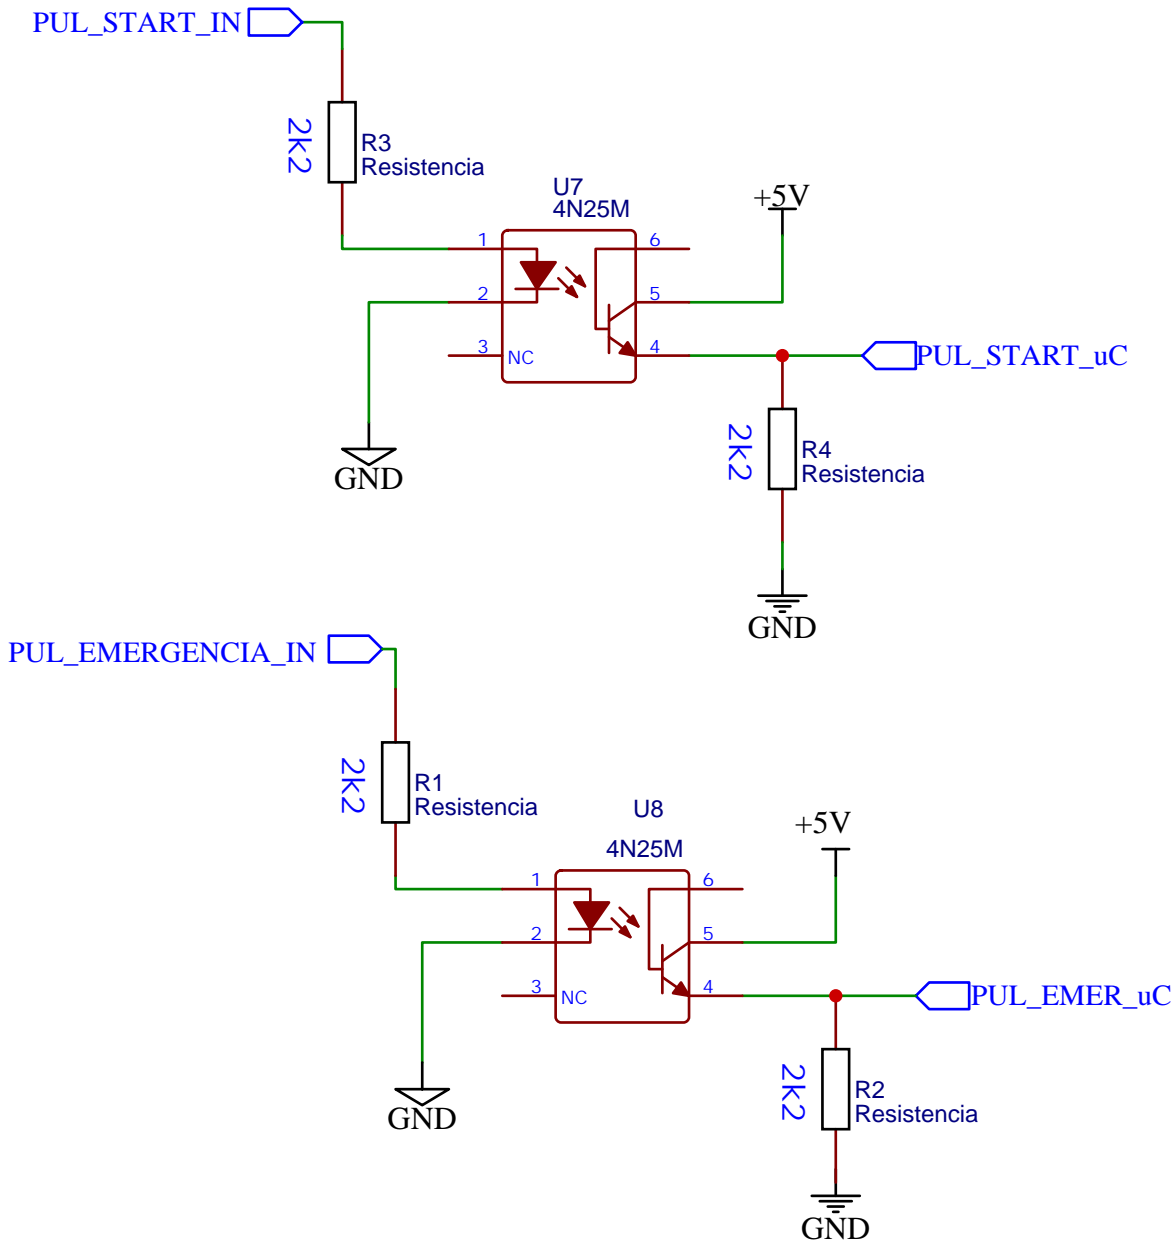 PUL_START_IN
2k2
R3
Resistencia
U7
4N25M
+5V
1
6
2
5
3
NC
4
PUL_START_uC
2k2
R4
Resistencia
GND
GND
PUL_EMERGENCIA_IN
2k2
R1
Resistencia
U8
4N25M
+5V
1
6
2
5
3
NC
4
PUL_EMER_uC
2k2
R2
Resistencia
GND
GND